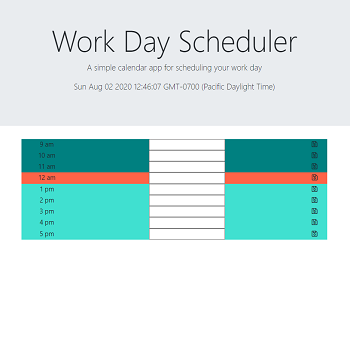 Work Day Scheduler
A simple calendar app for scheduling your work day
Sun Aug 02 2020 12:46:07 GMT-0700 (Pacific Daylight Time)
9 am
10 am
11 am
12 am
1 pm
2 pm
3 pm
4 pm
5 pm